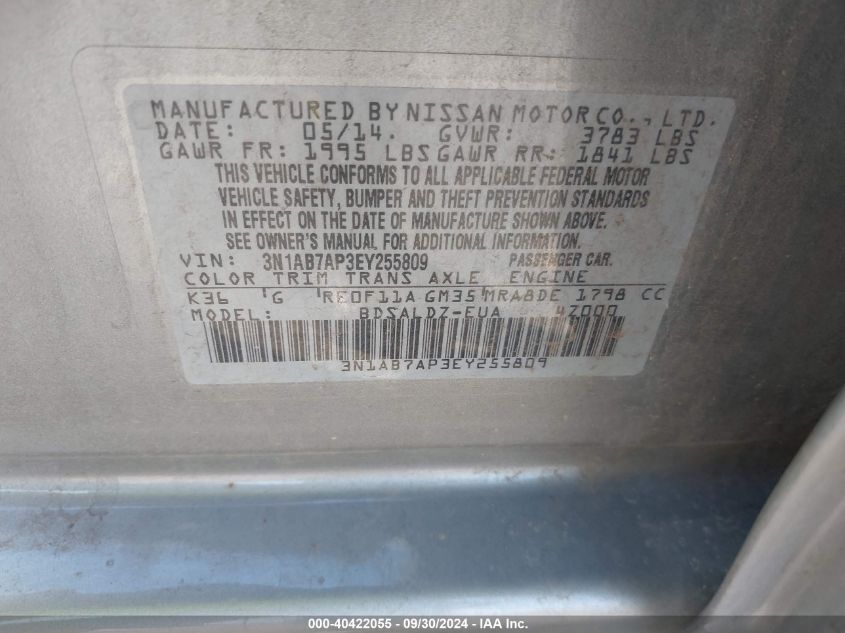 MANUFACTURED BY NISSAN MOTOR CO., LTD.
DATE: 05/14. GVWR: 3783 LBS
GAWR FR: 1995 LBS GAWR RR: 1841 LBS
THIS VEHICLE CONFORMS TO ALL APPLICABLE FEDERAL MOTOR
VEHICLE SAFETY, BUMPER AND THEFT PREVENTION STANDARDS
IN EFFECT ON THE DATE OF MANUFACTURE SHOWN ABOVE.
SEE OWNER'S MANUAL FOR ADDITIONAL INFORMATION.
VIN: 3N1AB7AP3EY255809 PASSENGER CAR.
COLOR TRIM TRANS AXLE ENGINE
K36 G RE0F11A GM35 MRA8DE 1798 CC
MODEL: BDSALDZ-EUA 4Z000
3N1AB7AP3EY255809
000-40422055 - 09/30/2024 - IAA Inc.